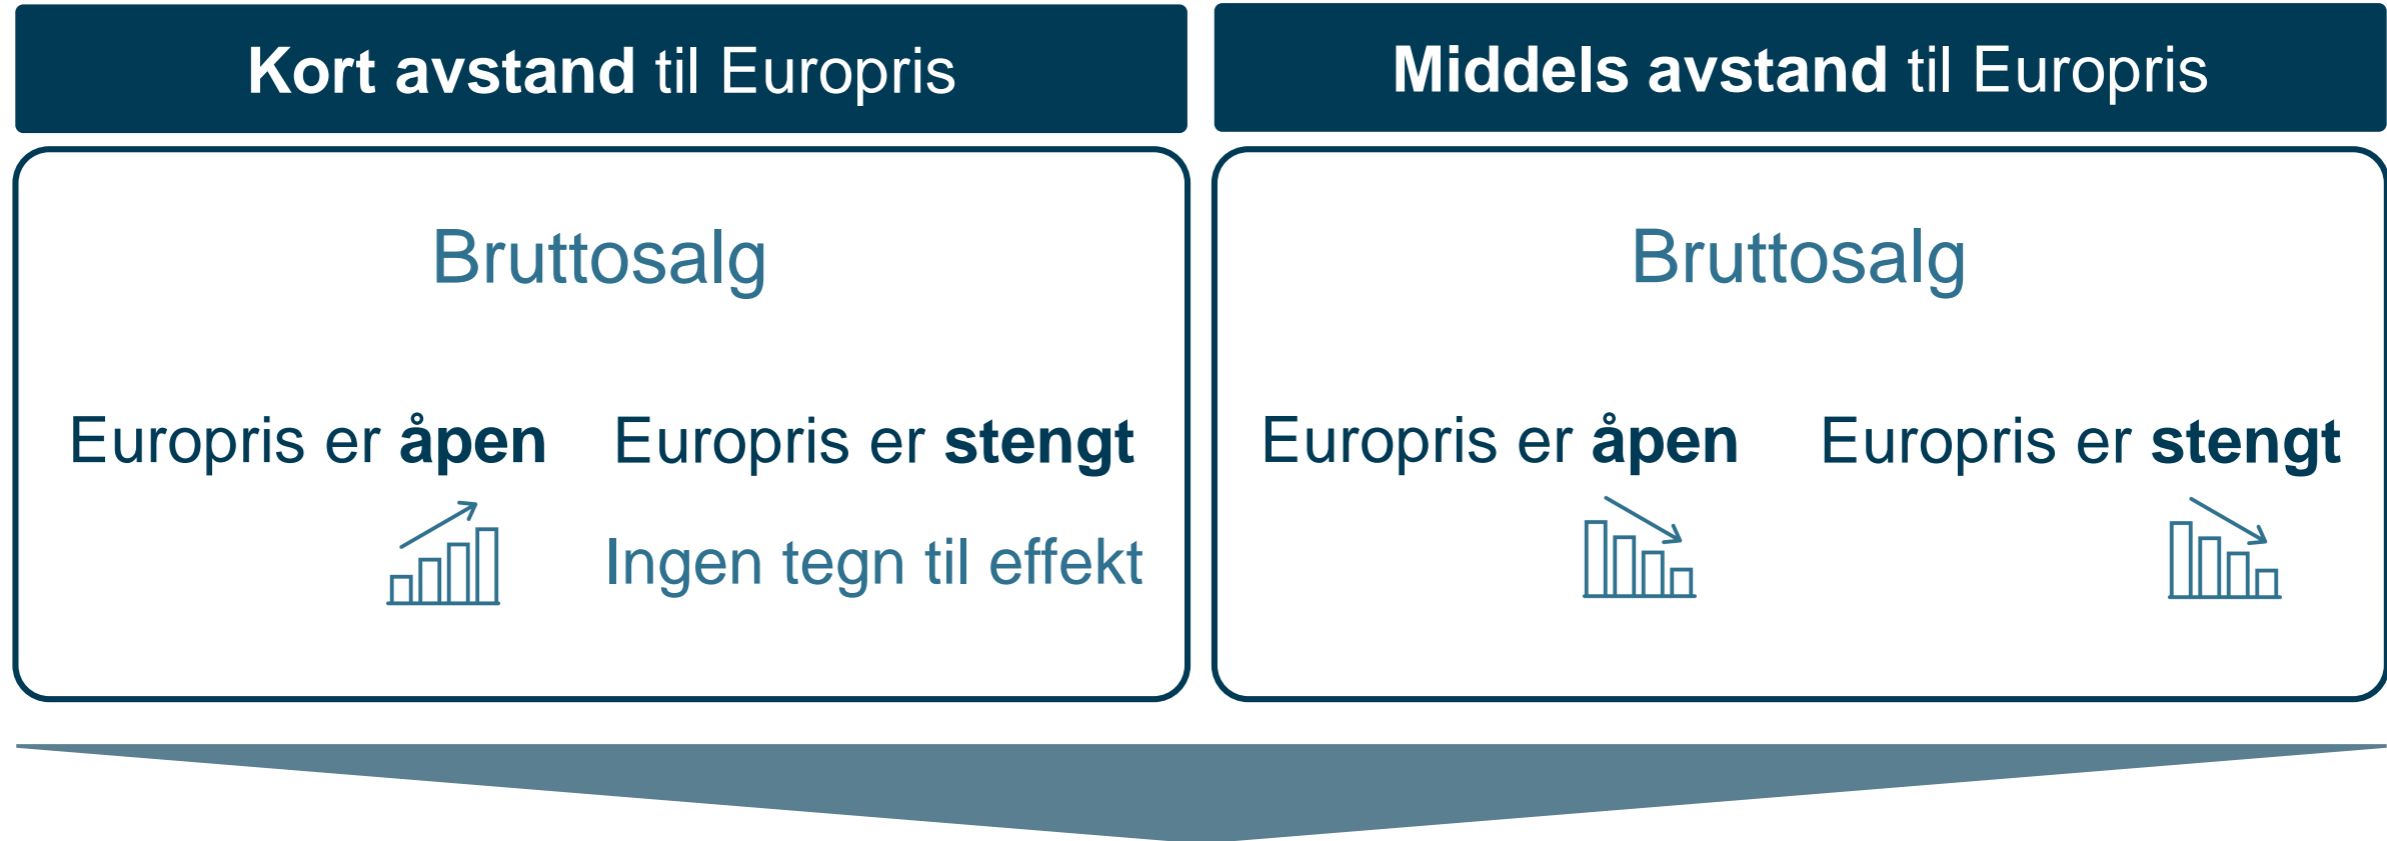 Kort avstand til Europris
Bruttosalg
Europris er åpen
Europris er stengt
Ingen tegn til effekt
Middels avstand til Europris
Bruttosalg
Europris er åpen
Europris er stengt